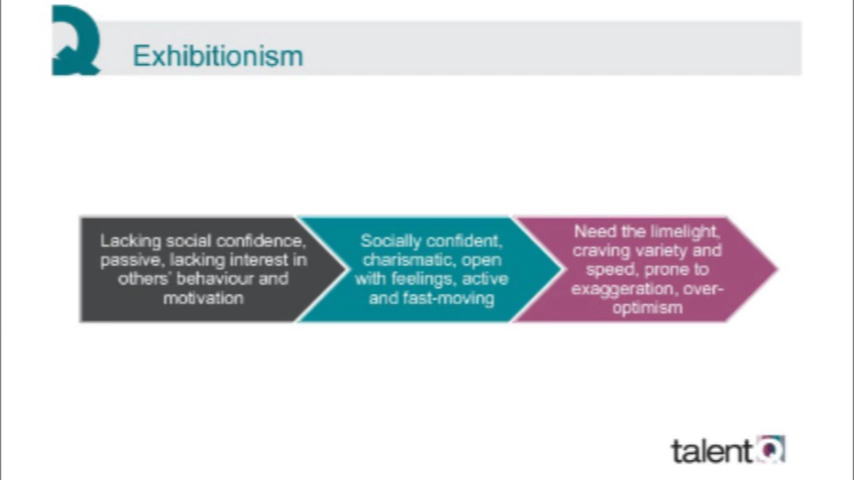 Exhibitionism
Lacking social confidence,
passive, lacking interest in
others' behaviour and
motivation
Socially confident,
charismatic, open
with feelings, active
and fast-moving
Need the limelight,
craving variety and
speed, prone to
exaggeration, over-
optimism
talentQ